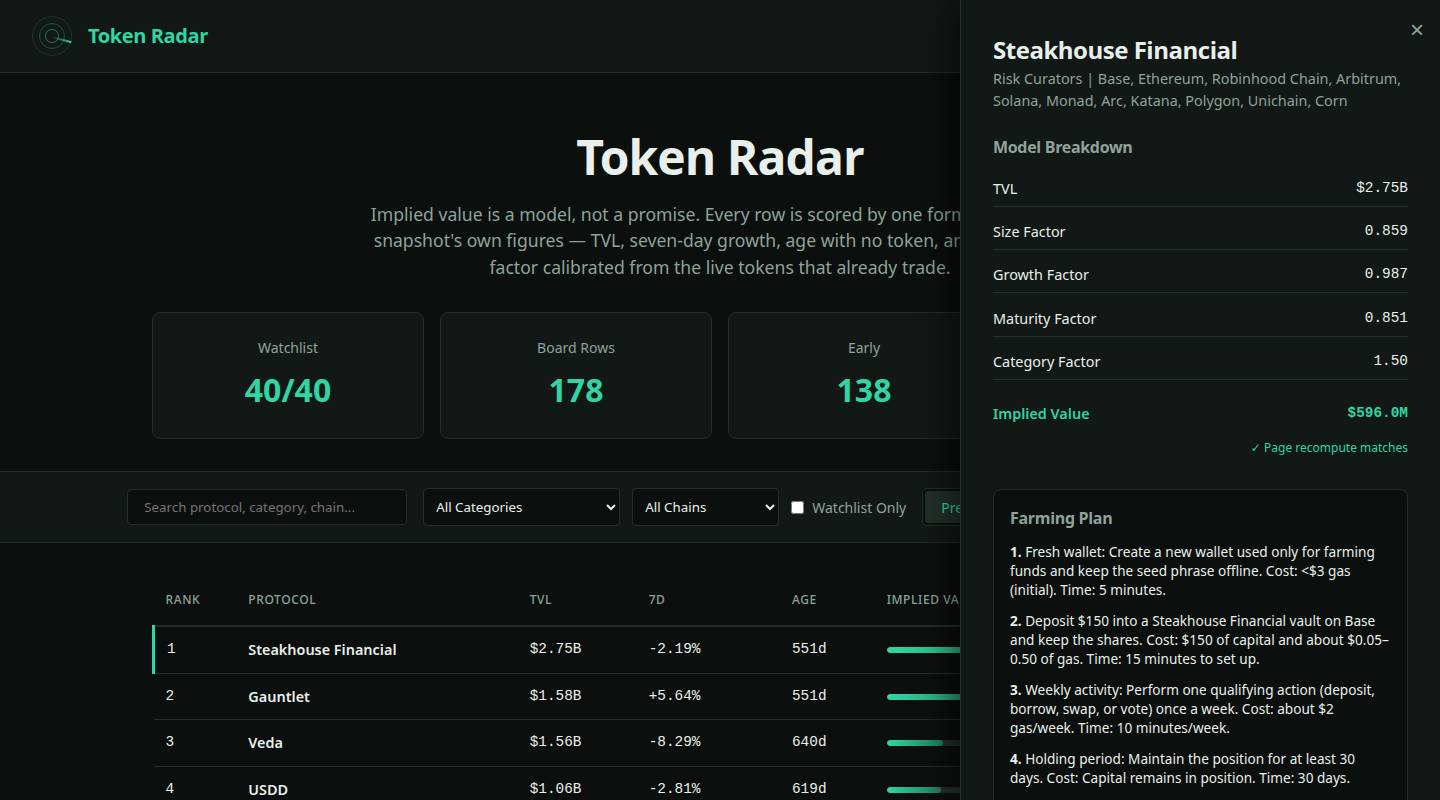 Token Radar
Token Radar
Implied value is a model, not a promise. Every row is scored by one
snapshot's own figures — TVL, seven-day growth, age with no token,
factor calibrated from the live tokens that already trade.
Watchlist
40/40
Board Rows
178
Early
138
Search protocol, category, chain...
All Categories
All Chains
Watchlist Only
RANK PROTOCOL TVL 7D AGE IMPLIED
1 Steakhouse Financial $2.75B -2.19% 551d
2 Gauntlet $1.58B +5.64% 551d
3 Veda $1.56B -8.29% 640d
4 USDD $1.06B -2.81% 619d
×
Steakhouse Financial
Risk Curators | Base, Ethereum, Robinhood Chain, Arbitrum,
Solana, Monad, Arc, Katana, Polygon, Unichain, Corn
Model Breakdown
TVL $2.75B
Size Factor 0.859
Growth Factor 0.987
Maturity Factor 0.851
Category Factor 1.50
Implied Value $596.0M
✓ Page recompute matches
Farming Plan
1. Fresh wallet: Create a new wallet used only for farming
funds and keep the seed phrase offline. Cost: <$3 gas
(initial). Time: 5 minutes.
2. Deposit $150 into a Steakhouse Financial vault on Base
and keep the shares. Cost: $150 of capital and about $0.05–
0.50 of gas. Time: 15 minutes to set up.
3. Weekly activity: Perform one qualifying action (deposit,
borrow, swap, or vote) once a week. Cost: about $2
gas/week. Time: 10 minutes/week.
4. Holding period: Maintain the position for at least 30
days. Cost: Capital remains in position. Time: 30 days.